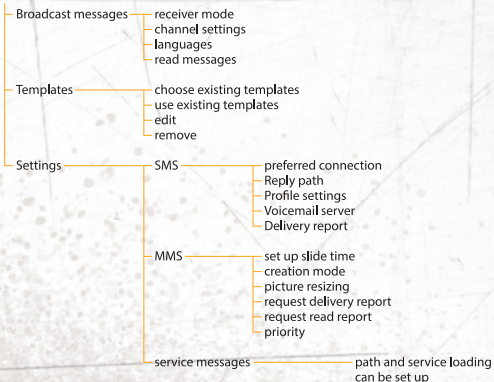 Broadcast messages
receiver mode
channel settings
languages
read messages
Templates
choose existing templates
use existing templates
edit
remove
Settings
SMS
preferred connection
Reply path
Profile settings
Voicemail server
Delivery report
MMS
set up slide time
creation mode
picture resizing
request delivery report
request read report
priority
service messages
path and service loading
can be set up